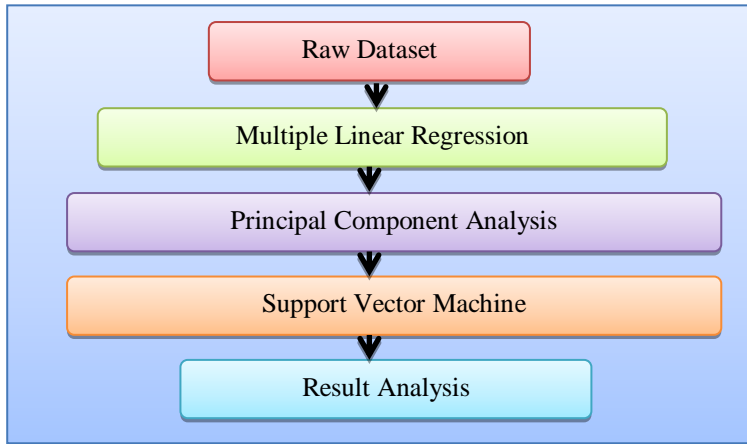 Raw Dataset
Multiple Linear Regression
Principal Component Analysis
Support Vector Machine
Result Analysis